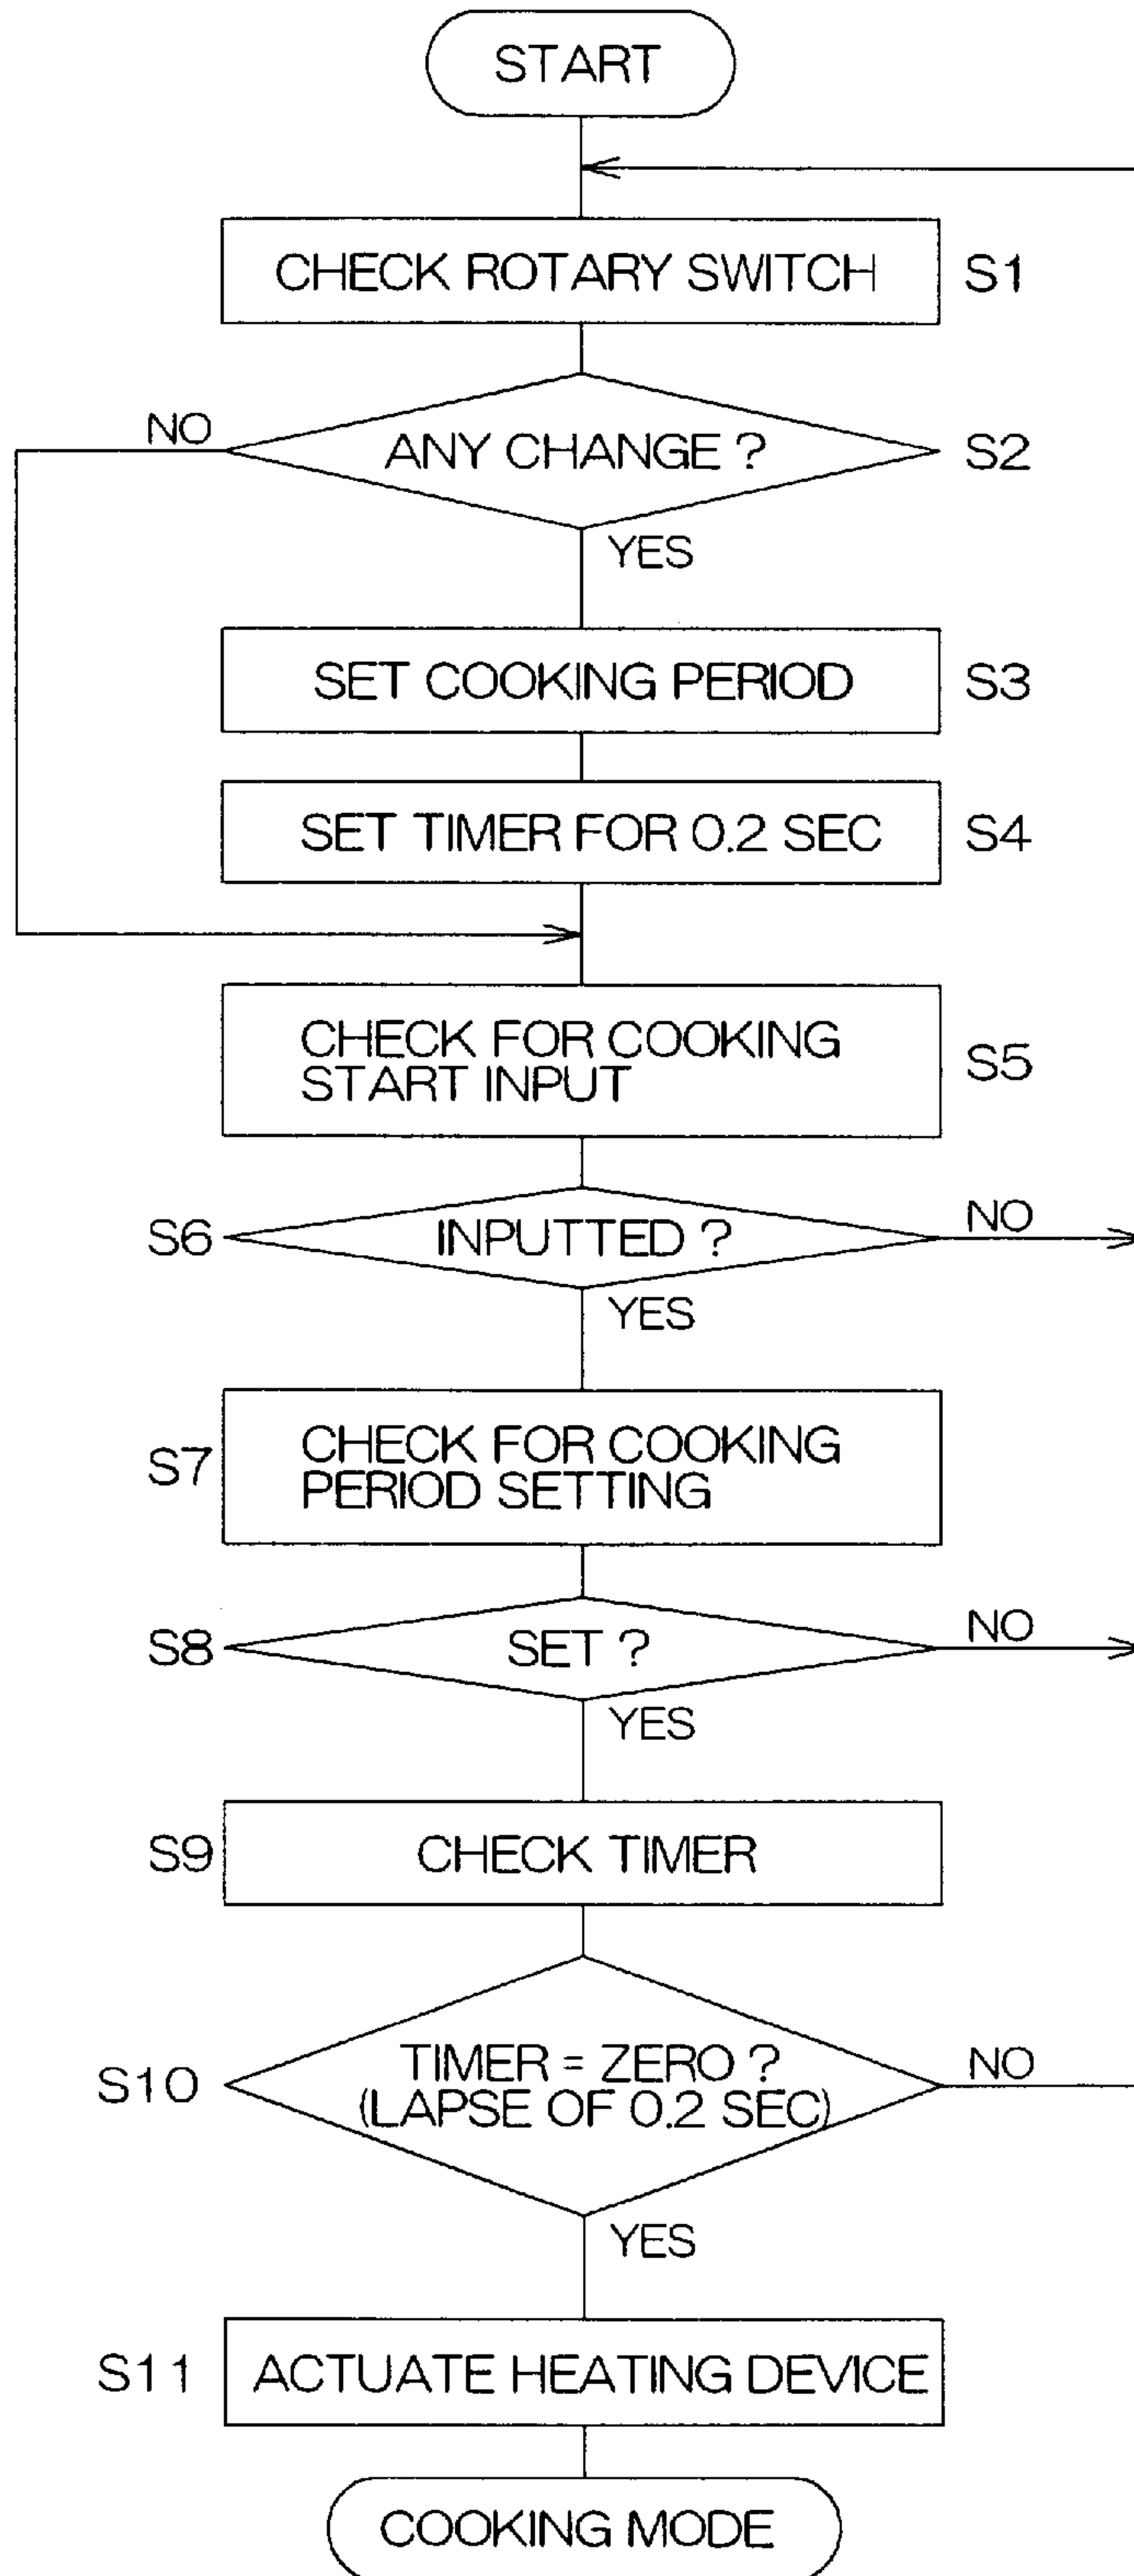 START
CHECK ROTARY SWITCH S1
NO
ANY CHANGE ? S2
YES
SET COOKING PERIOD S3
SET TIMER FOR 0.2 SEC S4
CHECK FOR COOKING
START INPUT
S5
S6 INPUTTED ? NO
YES
S7
CHECK FOR COOKING
PERIOD SETTING
S8 SET ? NO
YES
S9 CHECK TIMER
S10
TIMER = ZERO ?
(LAPSE OF 0.2 SEC)
NO
YES
S11 ACTUATE HEATING DEVICE
COOKING MODE